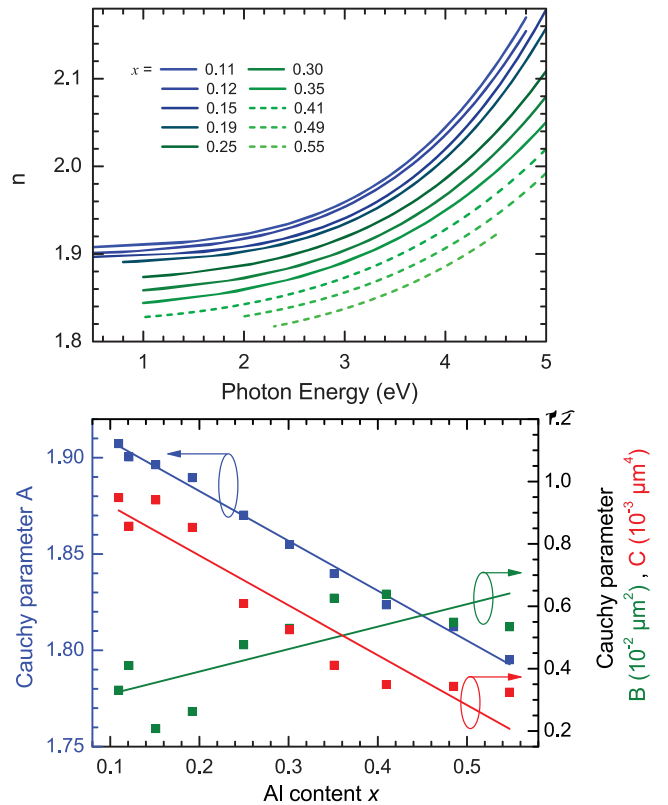 2.1
2.0
1.9
1.8
n
x =
0.11 0.30
0.12 0.35
0.15 0.41
0.19 0.49
0.25 0.55
1 2 3 4 5
Photon Energy (eV)
1.90
1.85
1.80
1.75
Cauchy parameter A
1.2
1.0
0.8
0.6
0.4
0.2
Cauchy parameter
B (10⁻² µm²) , C (10⁻³ µm⁴)
0.1 0.2 0.3 0.4 0.5
Al content x